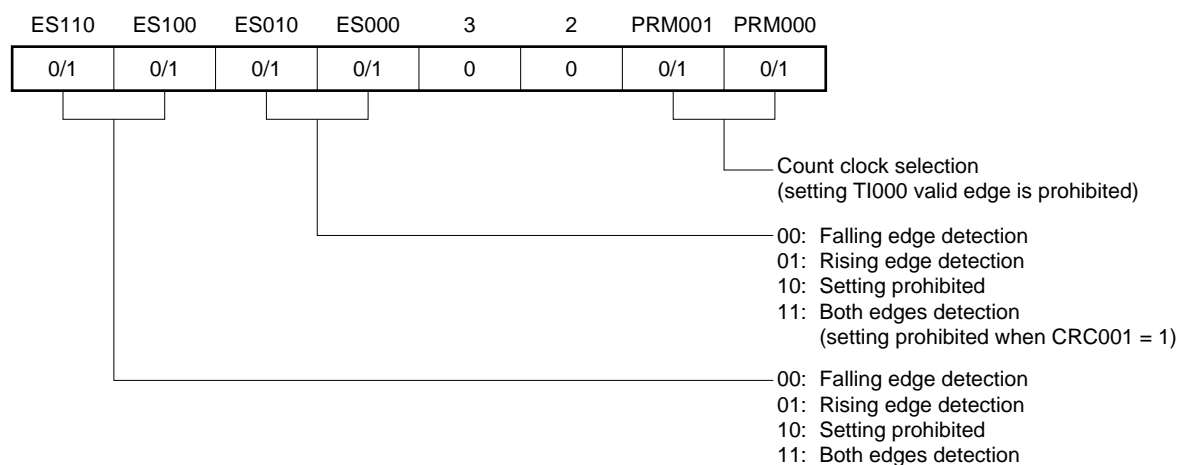 ES110 ES100 ES010 ES000 3 2 PRM001 PRM000
0/1 0/1 0/1 0/1 0 0 0/1 0/1
Count clock selection
(setting TI000 valid edge is prohibited)
00: Falling edge detection
01: Rising edge detection
10: Setting prohibited
11: Both edges detection
(setting prohibited when CRC001 = 1)
00: Falling edge detection
01: Rising edge detection
10: Setting prohibited
11: Both edges detection